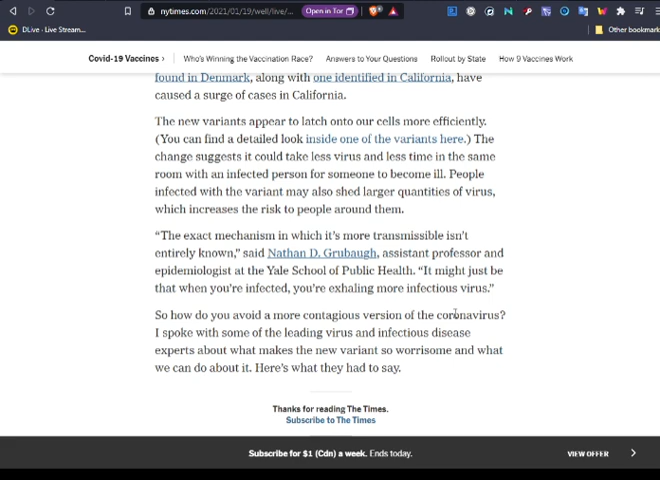 nytimes.com/2021/01/19/well/live/... Open in Tor
DLive - Live Stream... Other bookmark
Covid-19 Vaccines › Who's Winning the Vaccination Race? Answers to Your Questions Rollout by State How 9 Vaccines Work
found in Denmark, along with one identified in California, have
caused a surge of cases in California.
The new variants appear to latch onto our cells more efficiently.
(You can find a detailed look inside one of the variants here.) The
change suggests it could take less virus and less time in the same
room with an infected person for someone to become ill. People
infected with the variant may also shed larger quantities of virus,
which increases the risk to people around them.
“The exact mechanism in which it’s more transmissible isn’t
entirely known,” said Nathan D. Grubaugh, assistant professor and
epidemiologist at the Yale School of Public Health. “It might just be
that when you’re infected, you’re exhaling more infectious virus.”
So how do you avoid a more contagious version of the coronavirus?
I spoke with some of the leading virus and infectious disease
experts about what makes the new variant so worrisome and what
we can do about it. Here’s what they had to say.
Thanks for reading The Times.
Subscribe to The Times
Subscribe for $1 (Cdn) a week. Ends today. VIEW OFFER